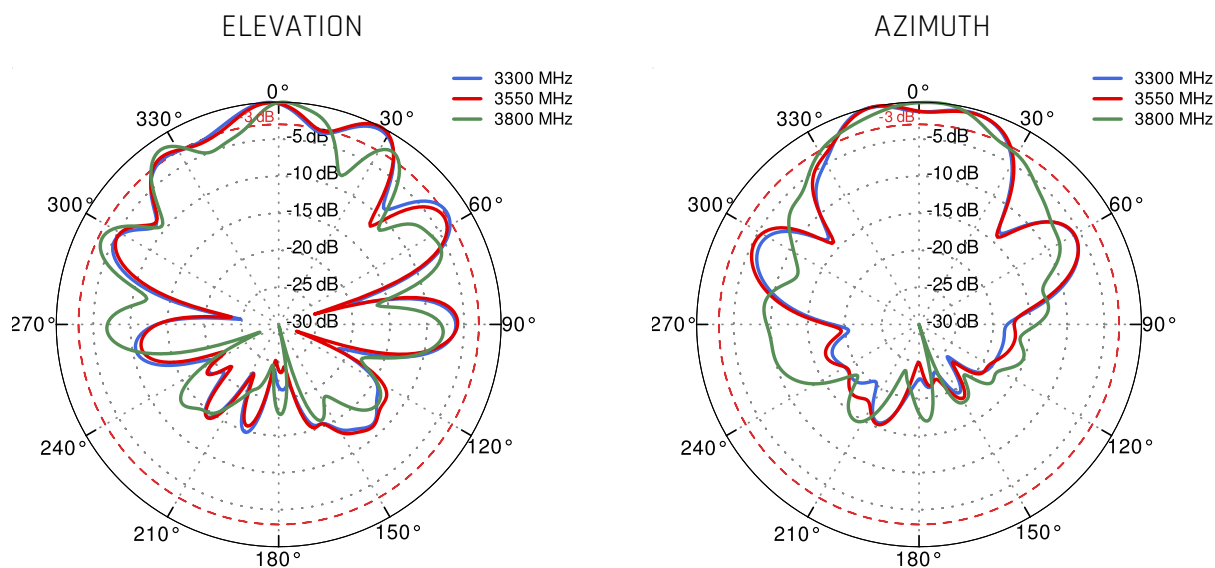 ELEVATION
3300 MHz
3550 MHz
3800 MHz
0°
30°
60°
90°
120°
150°
180°
210°
240°
270°
300°
330°
-3 dB
-5 dB
-10 dB
-15 dB
-20 dB
-25 dB
-30 dB
AZIMUTH
3300 MHz
3550 MHz
3800 MHz
0°
30°
60°
90°
120°
150°
180°
210°
240°
270°
300°
330°
-3 dB
-5 dB
-10 dB
-15 dB
-20 dB
-25 dB
-30 dB